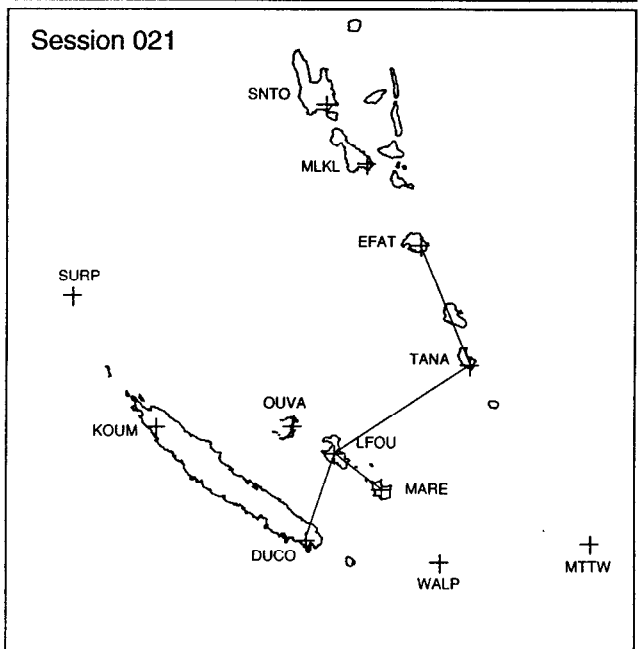 Session 021
SNTO
MLKL
EFAT
SURP
TANA
OUVA
KOUM
LFOU
MARE
DUCO
WALP
MTTW